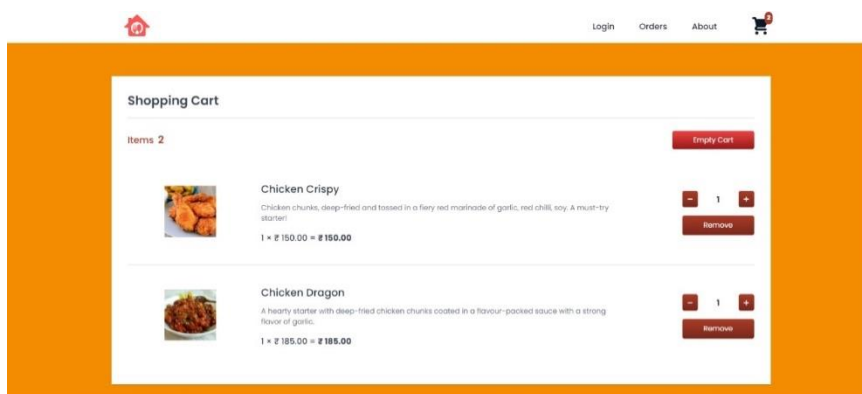 Login Orders About 2
Shopping Cart
Items 2 Empty Cart
Chicken Crispy
Chicken chunks, deep-fried and tossed in a fiery red marinade of garlic, red chilli, soy. A must-try
starter!
1 × ₹ 150.00 = ₹ 150.00
- 1 +
Remove
Chicken Dragon
A hearty starter with deep-fried chicken chunks coated in a flavour-packed sauce with a strong
flavor of garlic.
1 × ₹ 185.00 = ₹ 185.00
- 1 +
Remove